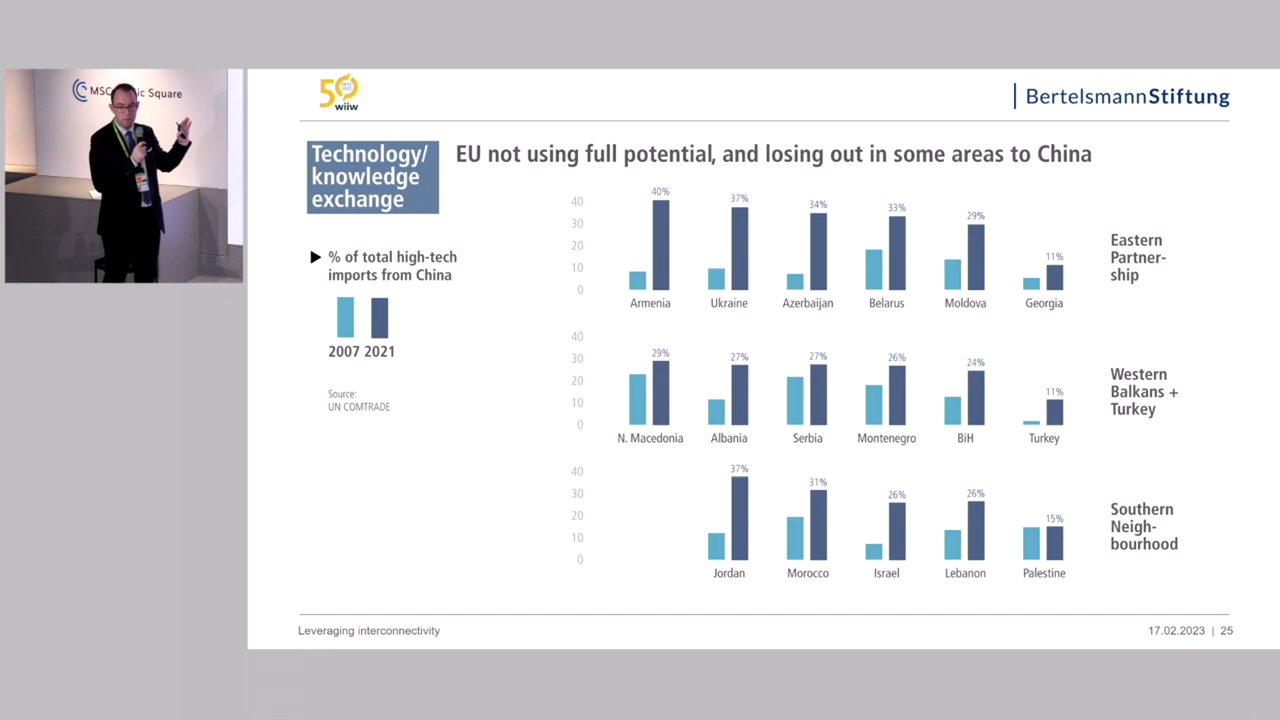 MSC
ic Square
50
wiiw
BertelsmannStiftung
Technology/
knowledge
exchange
EU not using full potential, and losing out in some areas to China
% of total high-tech
imports from China
2007 2021
Source:
UN COMTRADE
40
30
20
10
0
40% 37% 34% 33% 29% 11%
Armenia Ukraine Azerbaijan Belarus Moldova Georgia
Eastern
Partner-
ship
40
30
20
10
0
29% 27% 27% 26% 24% 11%
N. Macedonia Albania Serbia Montenegro BiH Turkey
Western
Balkans +
Turkey
40
30
20
10
0
37% 31% 26% 26% 15%
Jordan Morocco Israel Lebanon Palestine
Southern
Neigh-
bourhood
Leveraging interconnectivity
17.02.2023 | 25